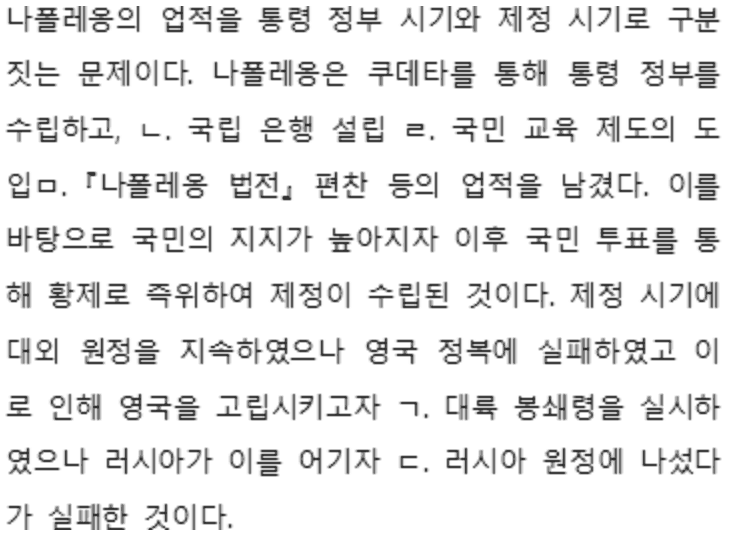 나폴레옹의 업적을 통령 정부 시기와 제정 시기로 구분
짓는 문제이다. 나폴레옹은 쿠데타를 통해 통령 정부를
수립하고, ㄴ. 국립 은행 설립 ㄹ. 국민 교육 제도의 도
입ㅁ.『나폴레옹 법전』 편찬 등의 업적을 남겼다. 이를
바탕으로 국민의 지지가 높아지자 이후 국민 투표를 통
해 황제로 즉위하여 제정이 수립된 것이다. 제정 시기에
대외 원정을 지속하였으나 영국 정복에 실패하였고 이
로 인해 영국을 고립시키고자 ㄱ. 대륙 봉쇄령을 실시하
였으나 러시아가 이를 어기자 ㄷ. 러시아 원정에 나섰다
가 실패한 것이다.